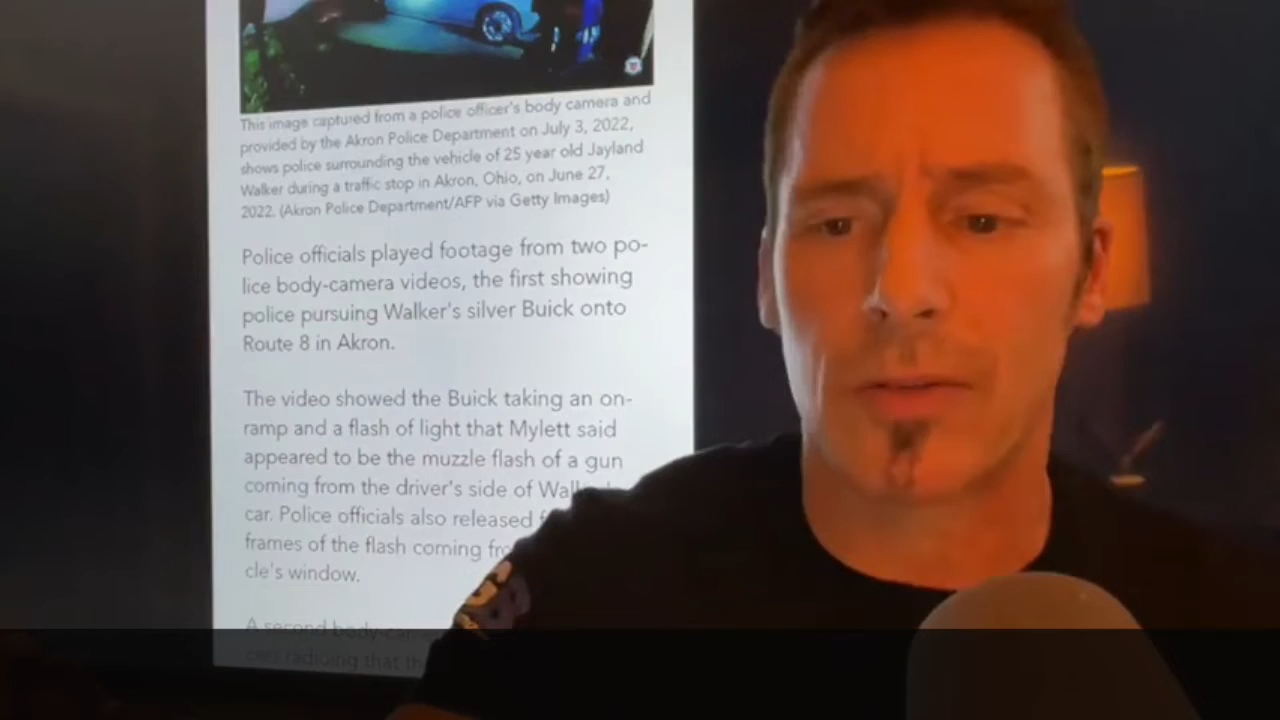 This image captured from a police officer's body camera and
provided by the Akron Police Department on July 3, 2022,
shows police surrounding the vehicle of 25 year old Jayland
Walker during a traffic stop in Akron, Ohio, on June 27,
2022. (Akron Police Department/AFP via Getty Images)
Police officials played footage from two po-
lice body-camera videos, the first showing
police pursuing Walker's silver Buick onto
Route 8 in Akron.
The video showed the Buick taking an on-
ramp and a flash of light that Mylett said
appeared to be the muzzle flash of a gun
coming from the driver's side of
car. Police officials also released
frames of the flash coming
cle's window.
A second
radioing that